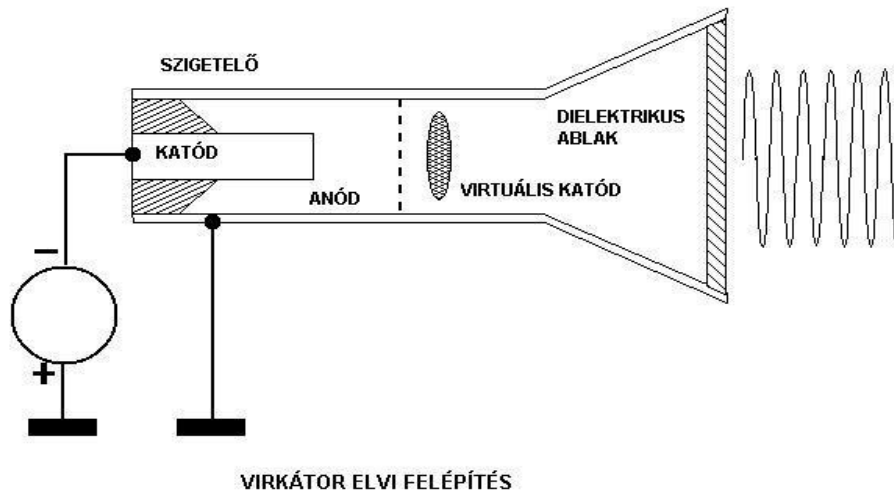 SZIGETELŐ
DIELEKTRIKUS
ABLAK
KATÓD
ANÓD
VIRTUÁLIS KATÓD
−
+
VIRKÁTOR ELVI FELÉPÍTÉS